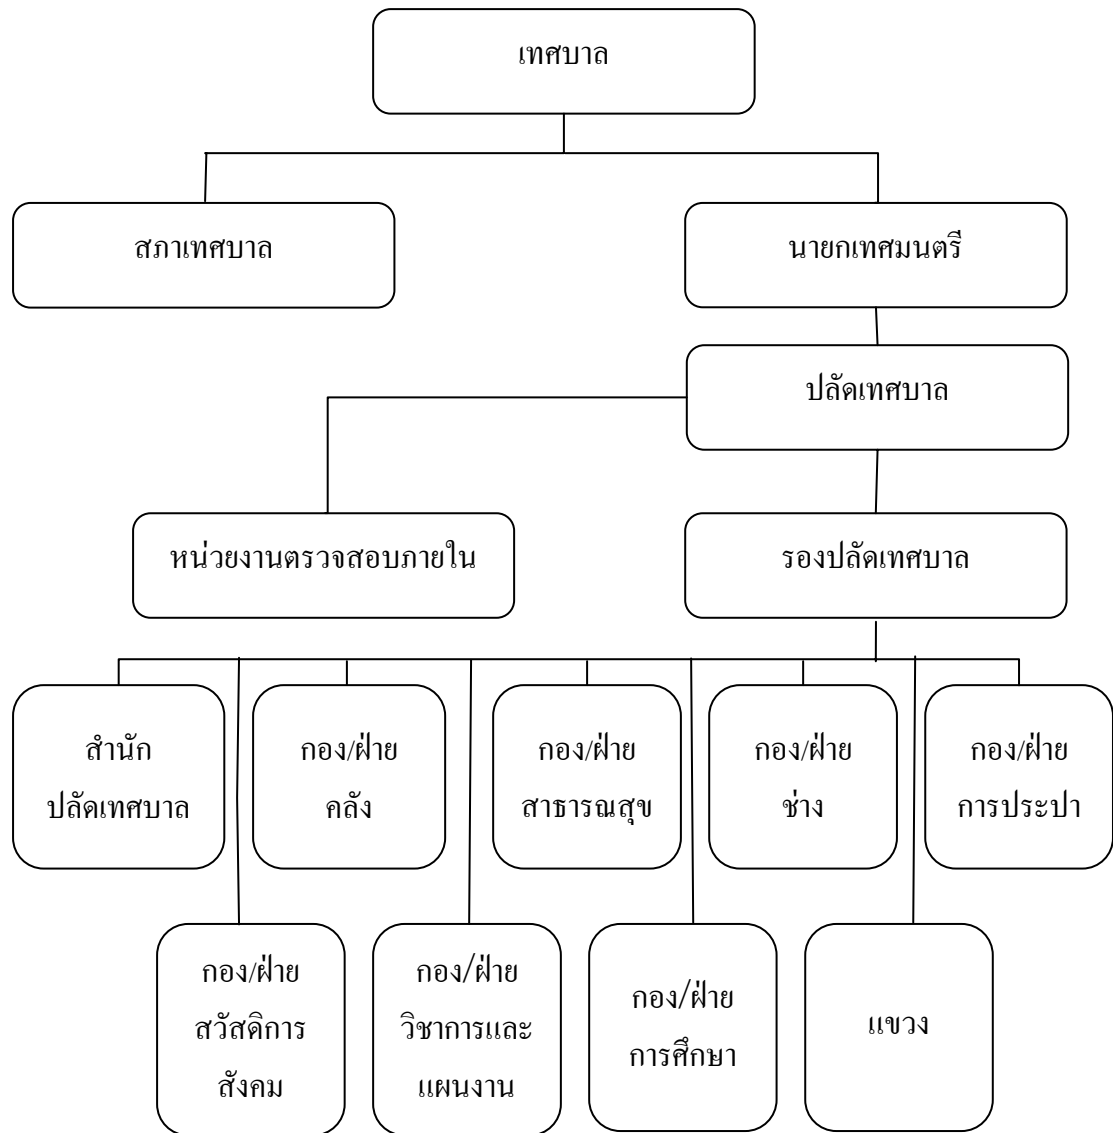 เทศบาล
สภาเทศบาล
นายกเทศมนตรี
ปลัดเทศบาล
หน่วยงานตรวจสอบภายใน
รองปลัดเทศบาล
สำนัก
ปลัดเทศบาล
กอง/ฝ่าย
คลัง
กอง/ฝ่าย
สาธารณสุข
กอง/ฝ่าย
ช่าง
กอง/ฝ่าย
การประปา
กอง/ฝ่าย
สวัสดิการ
สังคม
กอง/ฝ่าย
วิชาการและ
แผนงาน
กอง/ฝ่าย
การศึกษา
แขวง